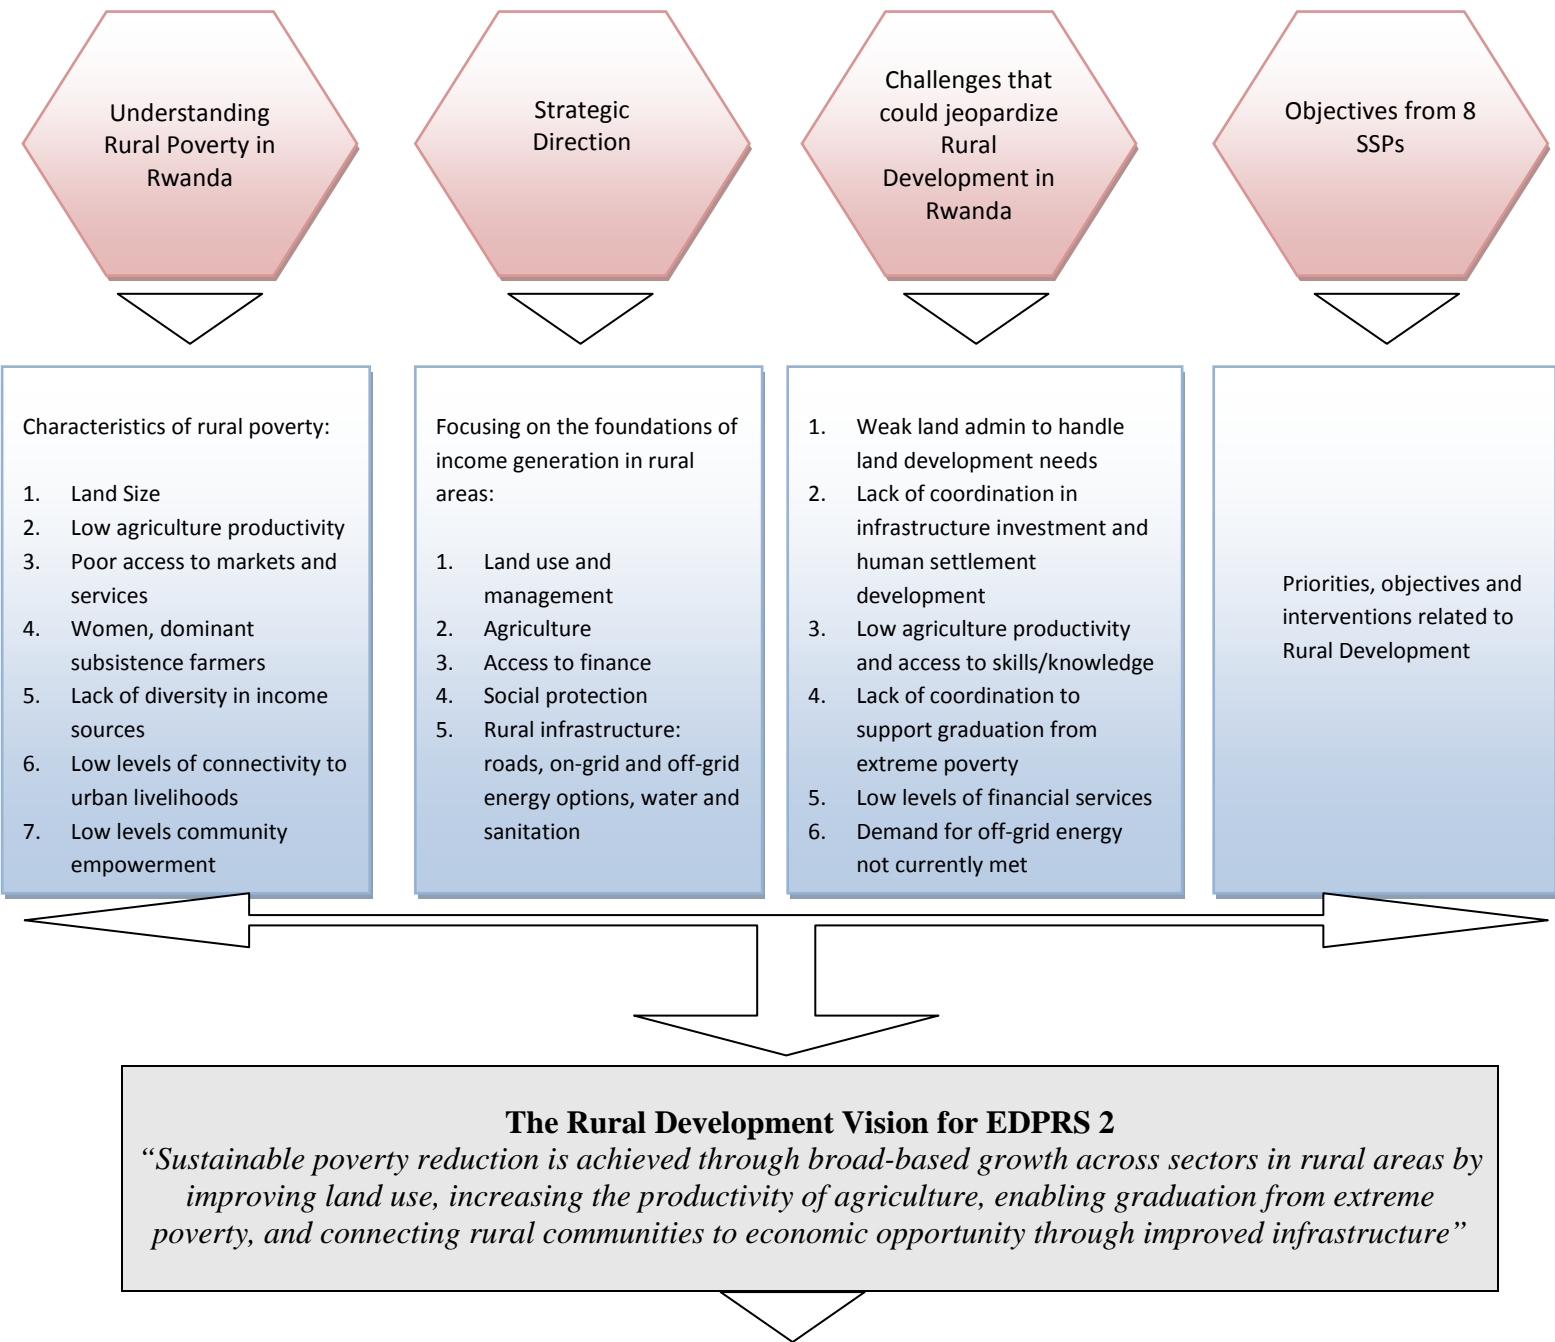 Understanding
Rural Poverty in
Rwanda
Strategic
Direction
Challenges that
could jeopardize
Rural
Development in
Rwanda
Objectives from 8
SSPs
Characteristics of rural poverty:
1. Land Size
2. Low agriculture productivity
3. Poor access to markets and
services
4. Women, dominant
subsistence farmers
5. Lack of diversity in income
sources
6. Low levels of connectivity to
urban livelihoods
7. Low levels community
empowerment
Focusing on the foundations of
income generation in rural
areas:
1. Land use and
management
2. Agriculture
3. Access to finance
4. Social protection
5. Rural infrastructure:
roads, on-grid and off-grid
energy options, water and
sanitation
1. Weak land admin to handle
land development needs
2. Lack of coordination in
infrastructure investment and
human settlement
development
3. Low agriculture productivity
and access to skills/knowledge
4. Lack of coordination to
support graduation from
extreme poverty
5. Low levels of financial services
6. Demand for off-grid energy
not currently met
Priorities, objectives and
interventions related to
Rural Development
The Rural Development Vision for EDPRS 2
“Sustainable poverty reduction is achieved through broad-based growth across sectors in rural areas by
improving land use, increasing the productivity of agriculture, enabling graduation from extreme
poverty, and connecting rural communities to economic opportunity through improved infrastructure”